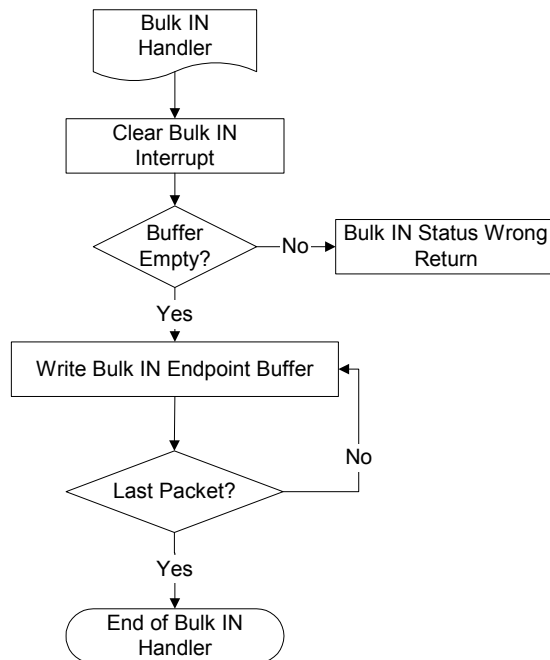 Bulk IN
Handler
Clear Bulk IN
Interrupt
Buffer
Empty?
No
Bulk IN Status Wrong
Return
Yes
Write Bulk IN Endpoint Buffer
No
Last Packet?
Yes
End of Bulk IN
Handler